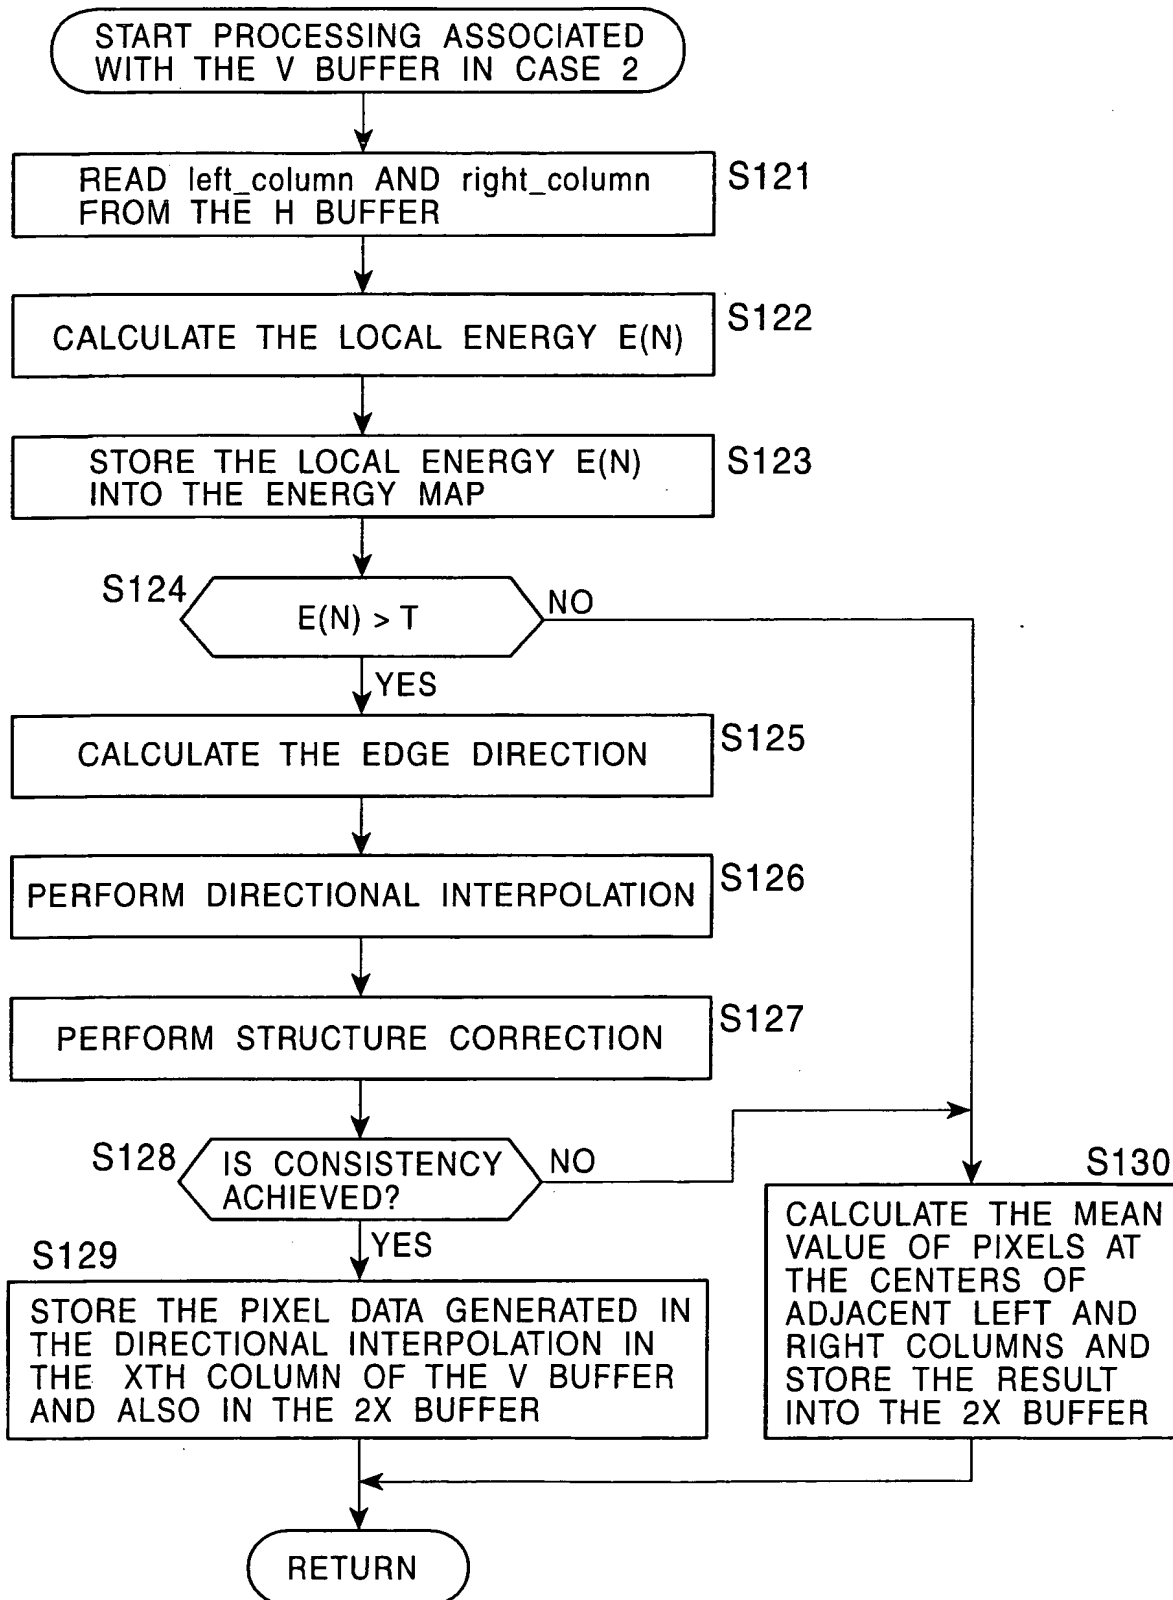 START PROCESSING ASSOCIATED
WITH THE V BUFFER IN CASE 2
READ left_column AND right_column
FROM THE H BUFFER
S121
CALCULATE THE LOCAL ENERGY E(N)
S122
STORE THE LOCAL ENERGY E(N)
INTO THE ENERGY MAP
S123
S124
E(N) > T
NO
YES
CALCULATE THE EDGE DIRECTION
S125
PERFORM DIRECTIONAL INTERPOLATION
S126
PERFORM STRUCTURE CORRECTION
S127
S128
IS CONSISTENCY
ACHIEVED?
NO
YES
S129
STORE THE PIXEL DATA GENERATED IN
THE DIRECTIONAL INTERPOLATION IN
THE XTH COLUMN OF THE V BUFFER
AND ALSO IN THE 2X BUFFER
S130
CALCULATE THE MEAN
VALUE OF PIXELS AT
THE CENTERS OF
ADJACENT LEFT AND
RIGHT COLUMNS AND
STORE THE RESULT
INTO THE 2X BUFFER
RETURN